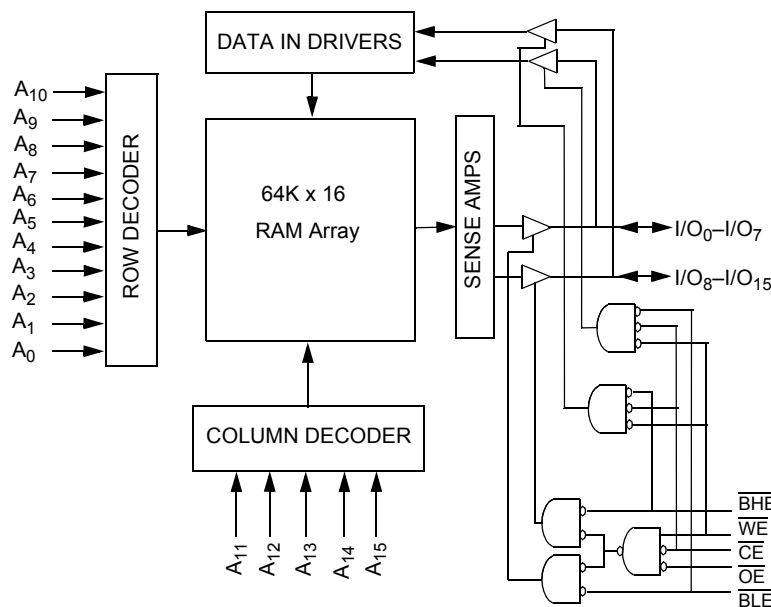 DATA IN DRIVERS
A10
A9
A8
A7
A6
A5
A4
A3
A2
A1
A0
ROW DECODER
64K x 16
RAM Array
SENSE AMPS
I/O0–I/O7
I/O8–I/O15
COLUMN DECODER
A11
A12
A13
A14
A15
BHE
WE
CE
OE
BLE